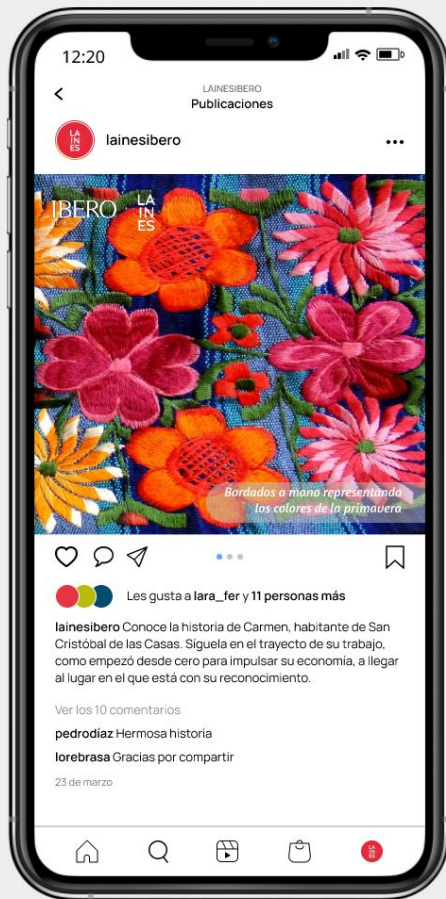 12:20
LAINESIBERO
Publicaciones
LA
IN
ES
lainesibero
IBERO
LA
IN
ES
Bordados a mano representando
los colores de la primavera
Les gusta a lara_fer y 11 personas más
lainesibero Conoce la historia de Carmen, habitante de San
Cristóbal de las Casas. Síguela en el trayecto de su trabajo,
como empezó desde cero para impulsar su economía, a llegar
al lugar en el que está con su reconocimiento.
Ver los 10 comentarios
pedrodíaz Hermosa historia
lorebrasa Gracias por compartir
23 de marzo
LA
IN
ES